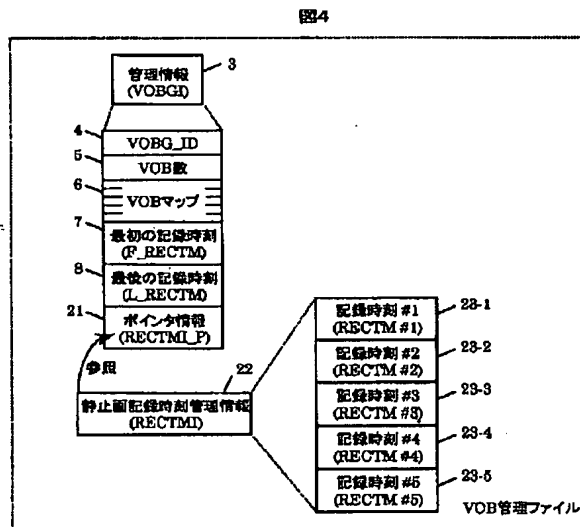 図4
管理情報
(VOBGI)
3
4
VOBG_ID
5
VOB数
6
VOBマップ
7
最初の記録時刻
(F_RECTM)
8
最後の記録時刻
(L_RECTM)
21
ポインタ情報
(RECTMI_P)
参照
22
静止画記録時刻管理情報
(RECTMI)
記録時刻 #1
(RECTM #1)
23-1
記録時刻 #2
(RECTM #2)
23-2
記録時刻 #3
(RECTM #3)
23-3
記録時刻 #4
(RECTM #4)
23-4
記録時刻 #5
(RECTM #5)
23-5
VOB管理ファイル